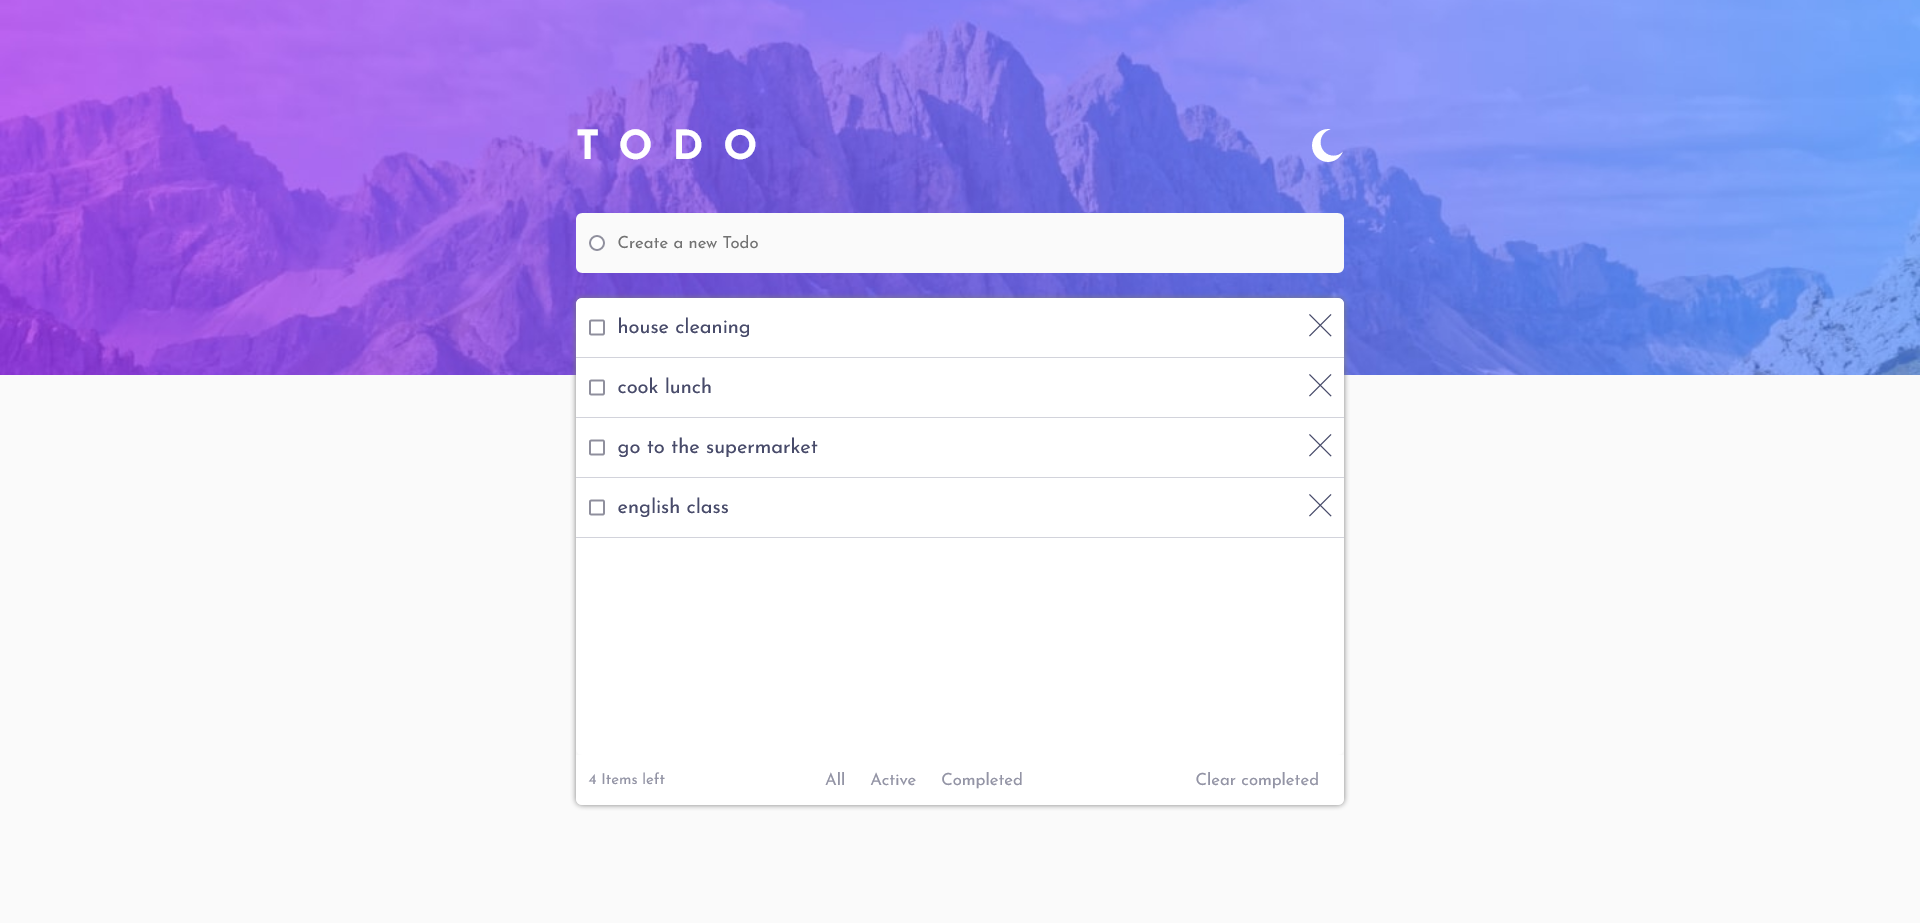 TODO
Create a new Todo
house cleaning
cook lunch
go to the supermarket
english class
4 Items left
All Active Completed
Clear completed